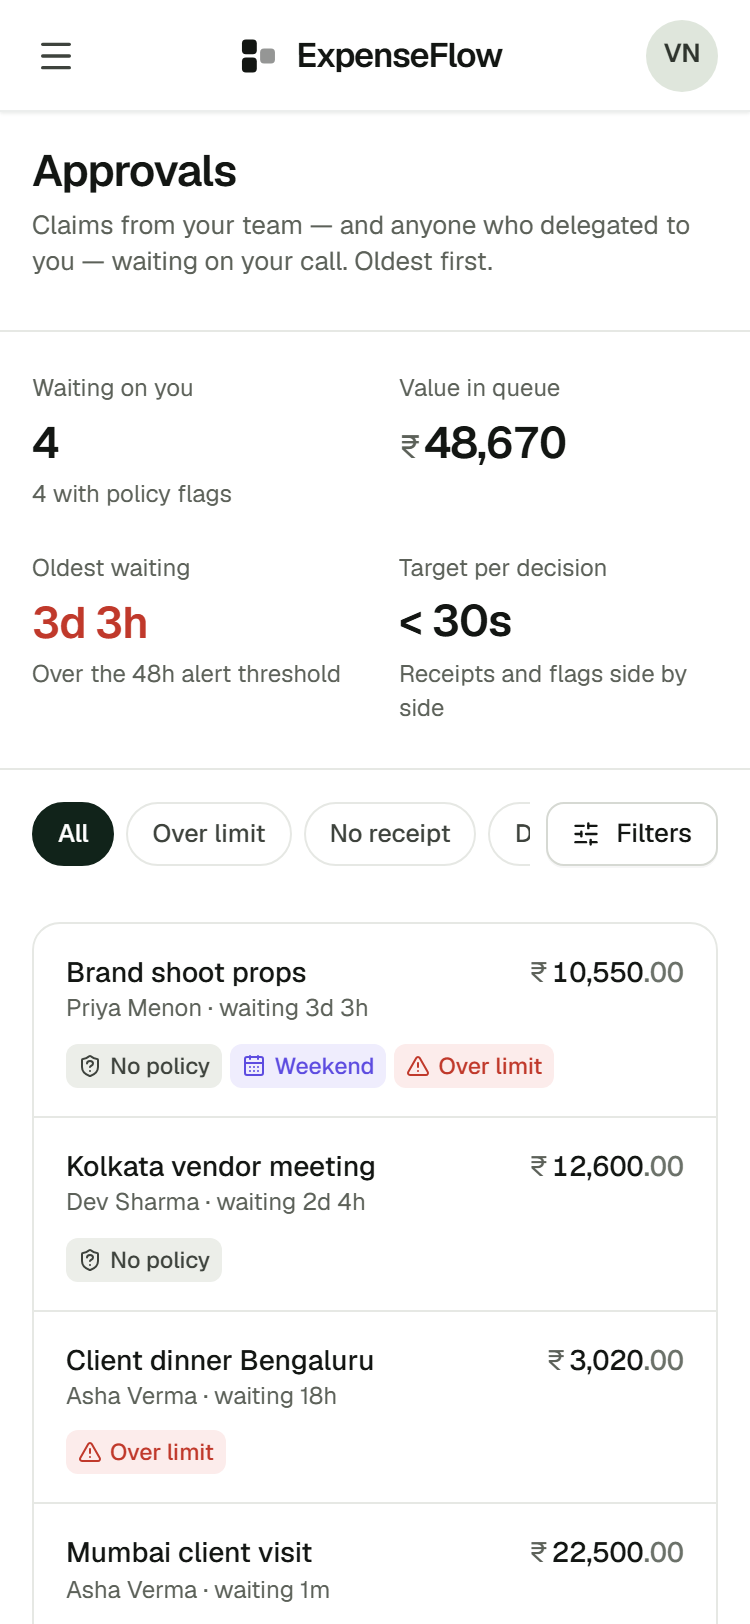 ExpenseFlow
VN
Approvals
Claims from your team — and anyone who delegated to
you — waiting on your call. Oldest first.
Waiting on you
4
4 with policy flags
Value in queue
₹48,670
Oldest waiting
3d 3h
Over the 48h alert threshold
Target per decision
< 30s
Receipts and flags side by
side
All
Over limit
No receipt
D
Filters
Brand shoot props
₹10,550.00
Priya Menon · waiting 3d 3h
No policy
Weekend
Over limit
Kolkata vendor meeting
₹12,600.00
Dev Sharma · waiting 2d 4h
No policy
Client dinner Bengaluru
₹3,020.00
Asha Verma · waiting 18h
Over limit
Mumbai client visit
₹22,500.00
Asha Verma · waiting 1m